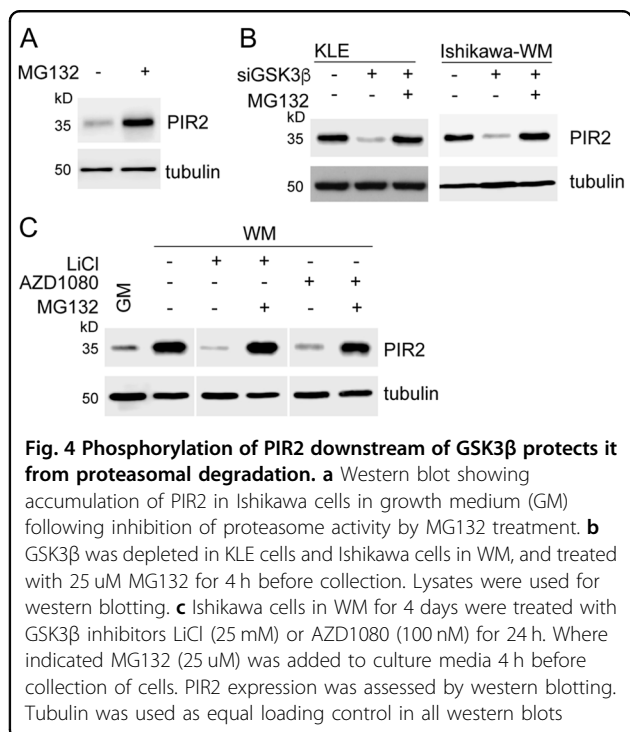 A
MG132 - +
kD
35 PIR2
50 tubulin
B
KLE Ishikawa-WM
siGSK3β - + + - + +
MG132 - - + - - +
kD
35 35 PIR2
50 50 tubulin
C
WM
LiCl - + + - -
AZD1080 - - - + +
GM
MG132 - - + - +
kD
35 PIR2
50 tubulin
Fig. 4 Phosphorylation of PIR2 downstream of GSK3β protects it
from proteasomal degradation. a Western blot showing
accumulation of PIR2 in Ishikawa cells in growth medium (GM)
following inhibition of proteasome activity by MG132 treatment. b
GSK3β was depleted in KLE cells and Ishikawa cells in WM, and treated
with 25 uM MG132 for 4 h before collection. Lysates were used for
western blotting. c Ishikawa cells in WM for 4 days were treated with
GSK3β inhibitors LiCl (25 mM) or AZD1080 (100 nM) for 24 h. Where
indicated MG132 (25 uM) was added to culture media 4 h before
collection of cells. PIR2 expression was assessed by western blotting.
Tubulin was used as equal loading control in all western blots